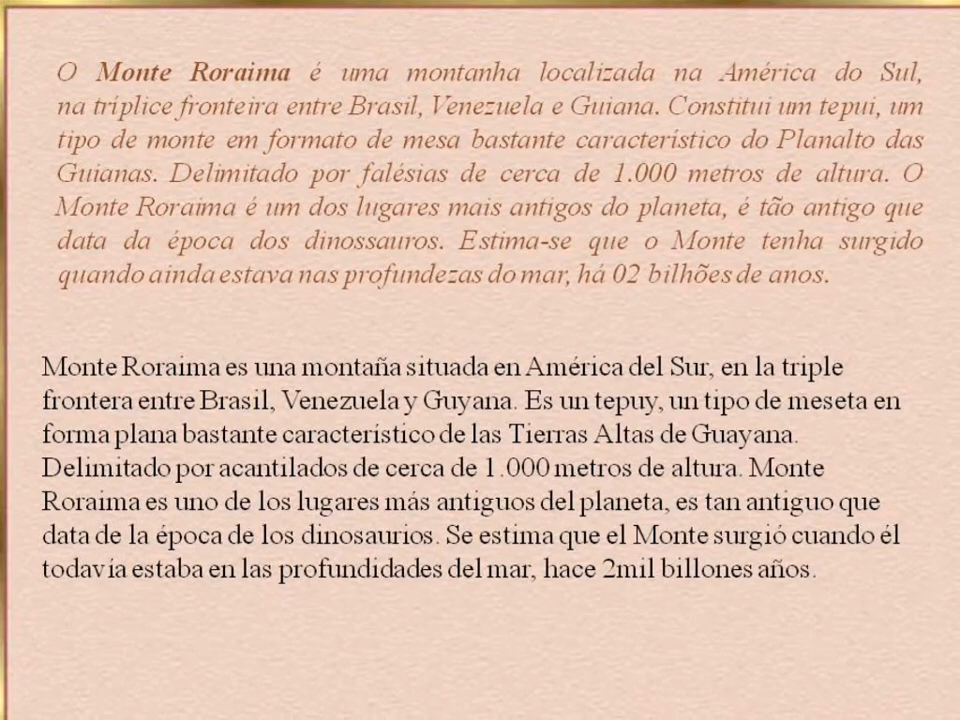 O Monte Roraima é uma montanha localizada na América do Sul,
na tríplice fronteira entre Brasil, Venezuela e Guiana. Constitui um tepui, um
tipo de monte em formato de mesa bastante característico do Planalto das
Guianas. Delimitado por falésias de cerca de 1.000 metros de altura. O
Monte Roraima é um dos lugares mais antigos do planeta, é tão antigo que
data da época dos dinossauros. Estima-se que o Monte tenha surgido
quando ainda estava nas profundezas do mar, há 02 bilhões de anos.
Monte Roraima es una montaña situada en América del Sur, en la triple
frontera entre Brasil, Venezuela y Guyana. Es un tepuy, un tipo de meseta en
forma plana bastante característico de las Tierras Altas de Guayana.
Delimitado por acantilados de cerca de 1.000 metros de altura. Monte
Roraima es uno de los lugares más antiguos del planeta, es tan antiguo que
data de la época de los dinosaurios. Se estima que el Monte surgió cuando él
todavía estaba en las profundidades del mar, hace 2mil billones años.